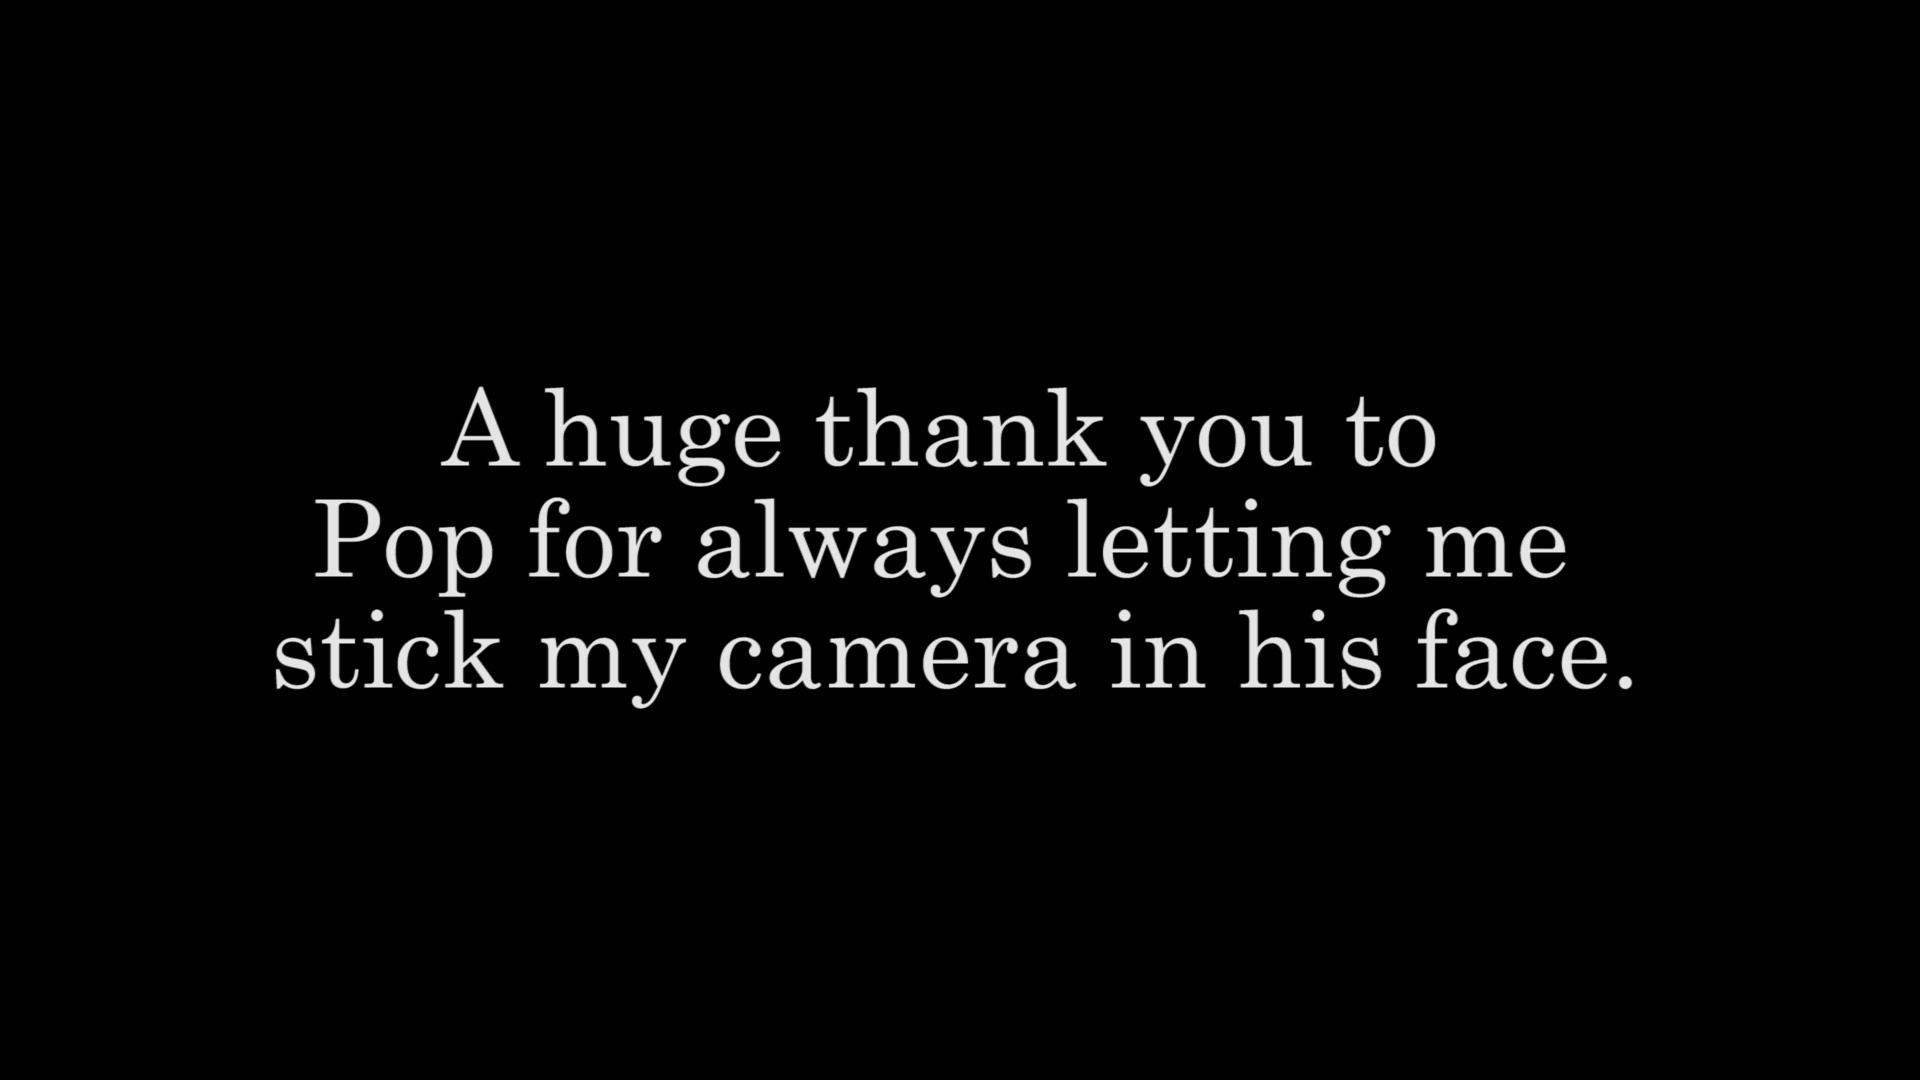 A huge thank you to
Pop for always letting me
stick my camera in his face.